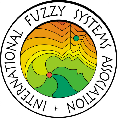 INTERNATIONAL FUZZY SYSTEMS ASSOCIATION